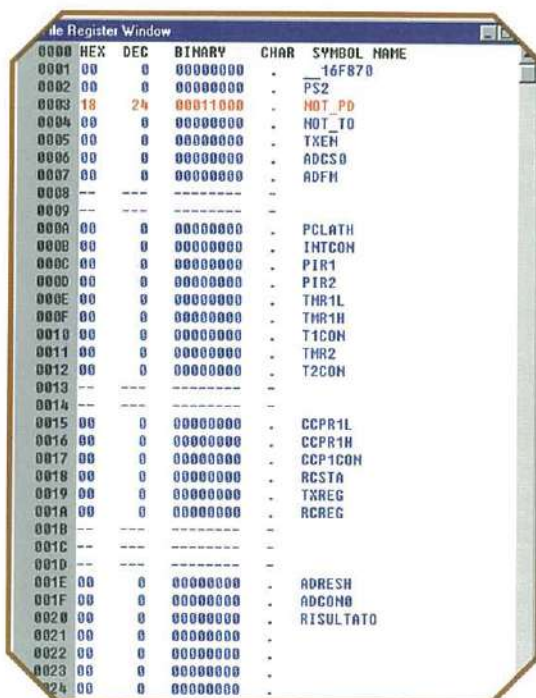 File Register Window
0000 HEX DEC BINARY CHAR SYMBOL NAME
0001 00 0 00000000 . __16F870
0002 00 0 00000000 . PS2
0003 18 24 00011000 . NOT_PD
0004 00 0 00000000 . NOT_TO
0005 00 0 00000000 . TXEN
0006 00 0 00000000 . ADCS0
0007 00 0 00000000 . ADFM
0008 -- --- -------- -
0009 -- --- -------- -
000A 00 0 00000000 . PCLATH
000B 00 0 00000000 . INTCON
000C 00 0 00000000 . PIR1
000D 00 0 00000000 . PIR2
000E 00 0 00000000 . TMR1L
000F 00 0 00000000 . TMR1H
0010 00 0 00000000 . T1CON
0011 00 0 00000000 . TMR2
0012 00 0 00000000 . T2CON
0013 -- --- -------- -
0014 -- --- -------- -
0015 00 0 00000000 . CCPR1L
0016 00 0 00000000 . CCPR1H
0017 00 0 00000000 . CCP1CON
0018 00 0 00000000 . RCSTA
0019 00 0 00000000 . TXREG
001A 00 0 00000000 . RCREG
001B -- --- -------- -
001C -- --- -------- -
001D -- --- -------- -
001E 00 0 00000000 . ADRESH
001F 00 0 00000000 . ADCON0
0020 00 0 00000000 . RISULTATO
0021 00 0 00000000 .
0022 00 0 00000000 .
0023 00 0 00000000 .
024 00 0 00000000 .